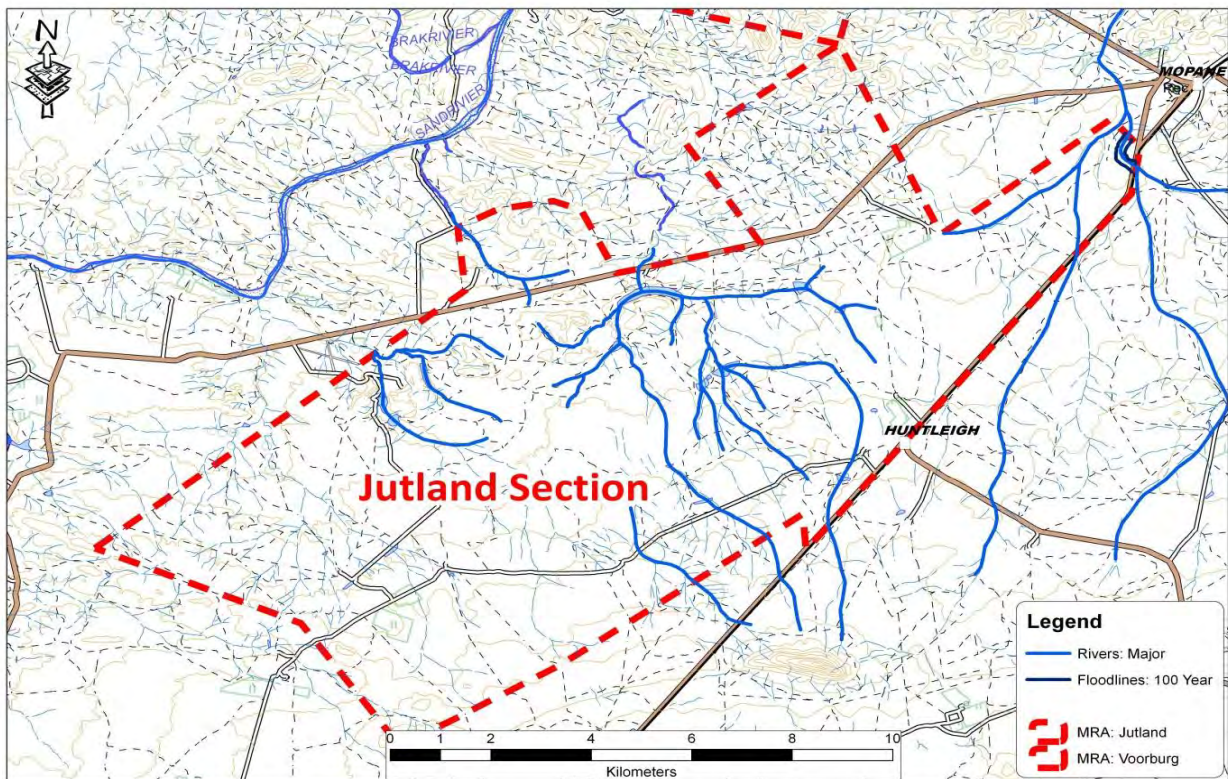 N
BRAKRIVIER
BRAKRIVIER
SANDRIVIER
MOPANE
Rec
HUNTLEIGH
Jutland Section
Legend
Rivers: Major
Floodlines: 100 Year
MRA: Jutland
MRA: Voorburg
0 1 2 4 6 8 10
Kilometers